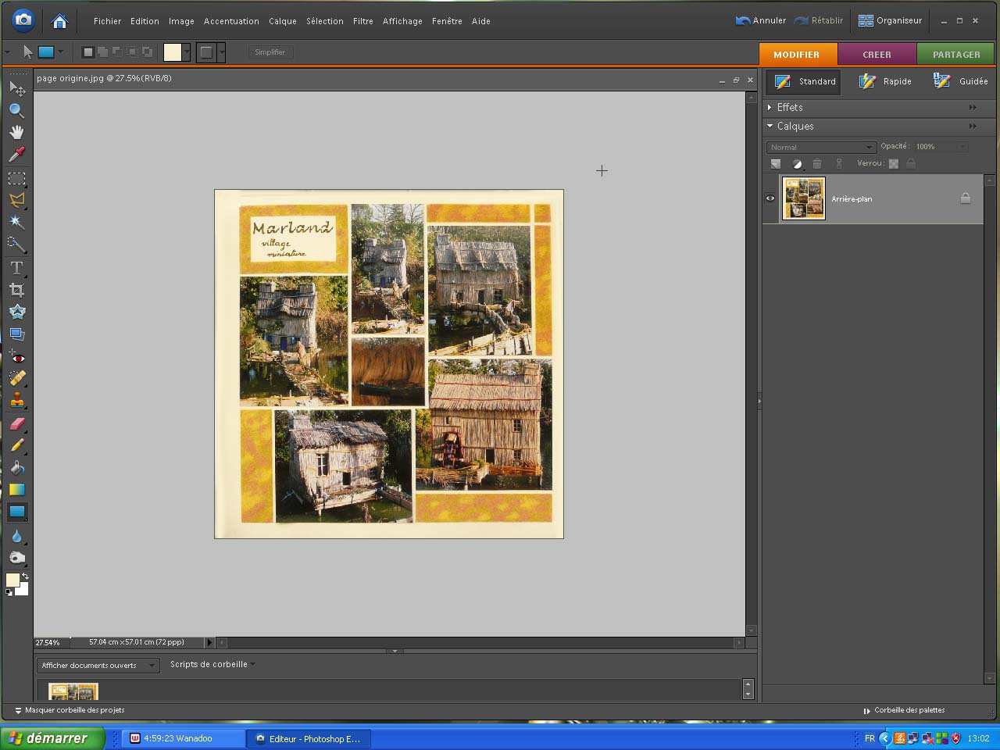 Fichier Edition Image Accentuation Calque Sélection Filtre Affichage Fenêtre Aide
Annuler Rétablir Organiseur
Simplifier
MODIFIER CREER PARTAGER
page origine.jpg @ 27.5%(RVB/8)
Standard Rapide Guidée
Effets
Calques
Normal Opacité : 100%
Verrou :
Arrière-plan
Marland
village
miniature
27.54% 57.04 cm x 57.01 cm (72 ppp)
Afficher documents ouverts Scripts de corbeille
Masquer corbeille des projets Corbeille des palettes
démarrer 4:59:23 Wanadoo Editeur - Photoshop E... FR 13:02